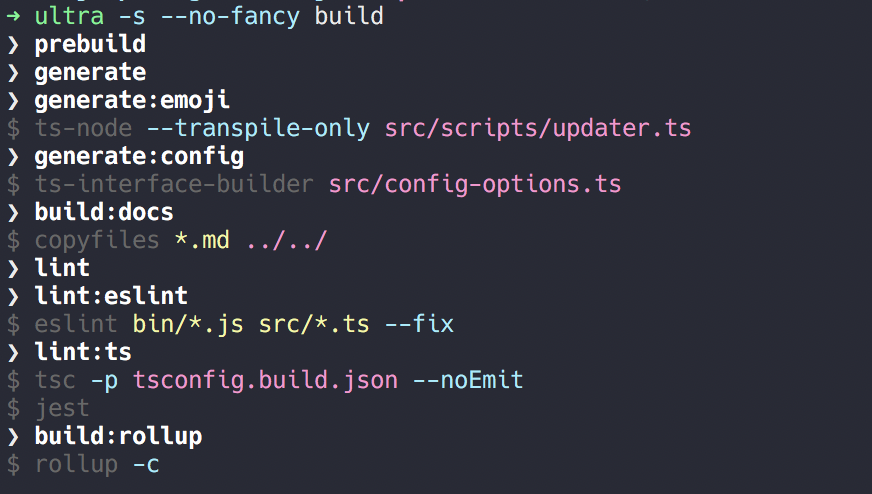 ➜ ultra -s --no-fancy build
❯ prebuild
❯ generate
❯ generate:emoji
$ ts-node --transpile-only src/scripts/updater.ts
❯ generate:config
$ ts-interface-builder src/config-options.ts
❯ build:docs
$ copyfiles *.md ../../
❯ lint
❯ lint:eslint
$ eslint bin/*.js src/*.ts --fix
❯ lint:ts
$ tsc -p tsconfig.build.json --noEmit
$ jest
❯ build:rollup
$ rollup -c